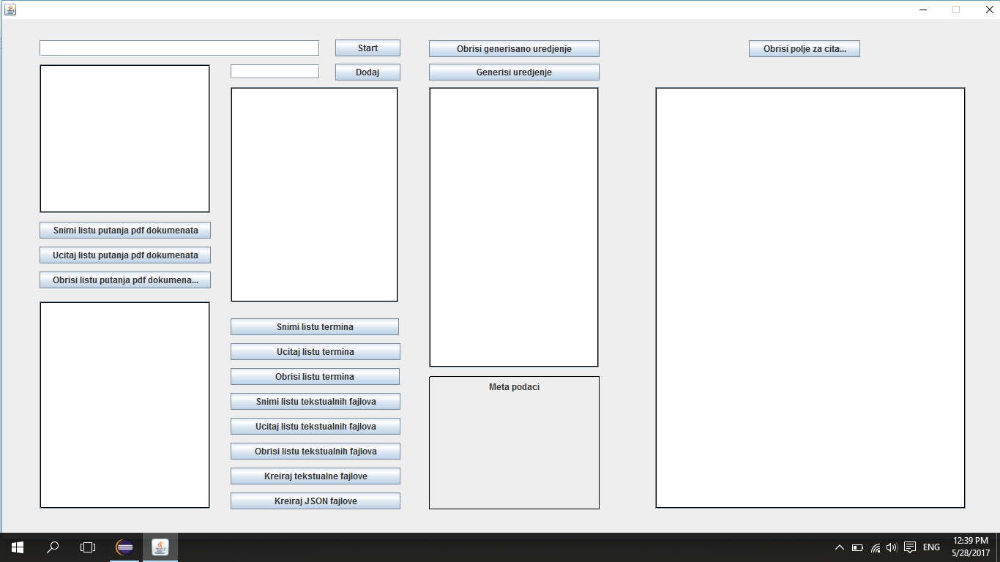 Start
Obrisi generisano uredjenje
Obrisi polje za cita...
Dodaj
Generisi uredjenje
Snimi listu putanja pdf dokumenata
Ucitaj listu putanja pdf dokumenata
Obrisi listu putanja pdf dokumena...
Snimi listu termina
Ucitaj listu termina
Obrisi listu termina
Snimi listu tekstualnih fajlova
Ucitaj listu tekstualnih fajlova
Obrisi listu tekstualnih fajlova
Kreiraj tekstualne fajlove
Kreiraj JSON fajlove
Meta podaci
ENG
12:39 PM
5/28/2017